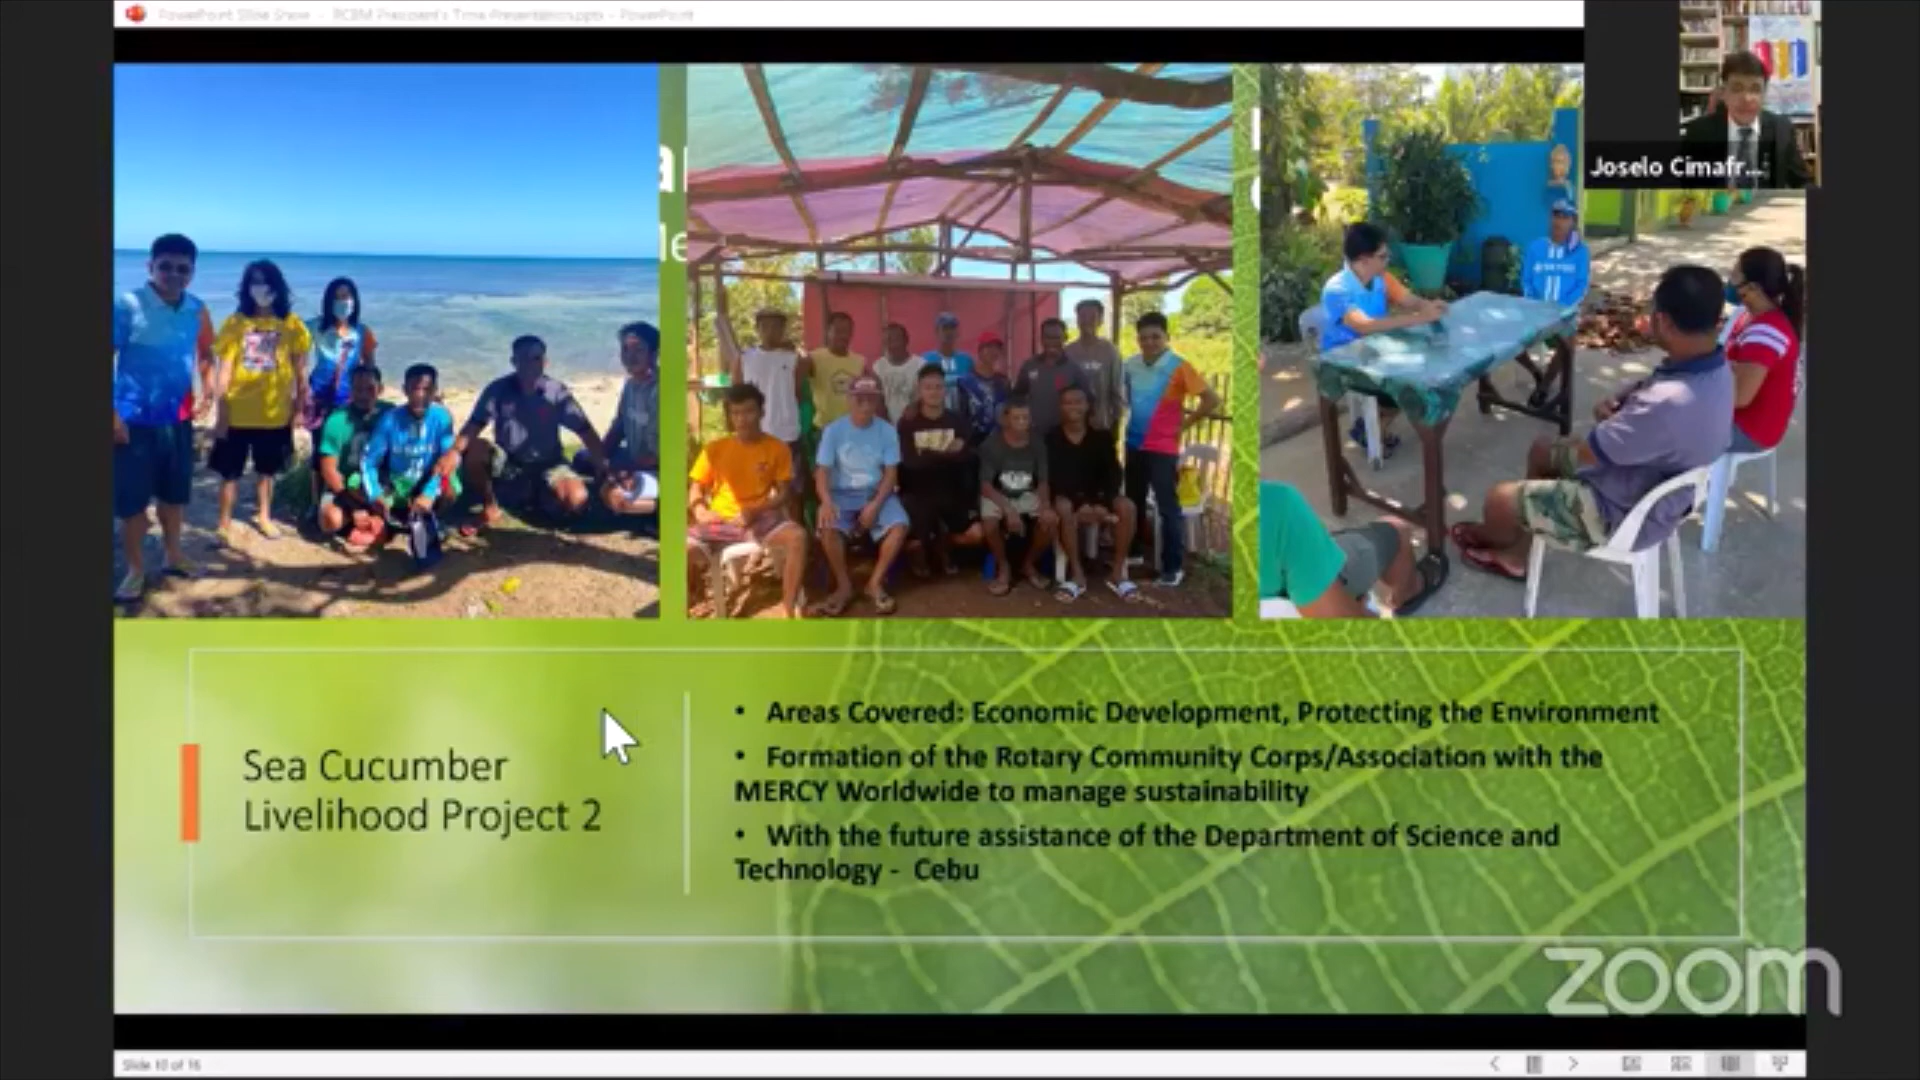 PowerPoint Slide Show - RCBM President's Time Presentation.pptx - PowerPoint
Joselo Cimafr...
Sea Cucumber
Livelihood Project 2
• Areas Covered: Economic Development, Protecting the Environment
• Formation of the Rotary Community Corps/Association with the
MERCY Worldwide to manage sustainability
• With the future assistance of the Department of Science and
Technology - Cebu
zoom
Slide 10 of 16